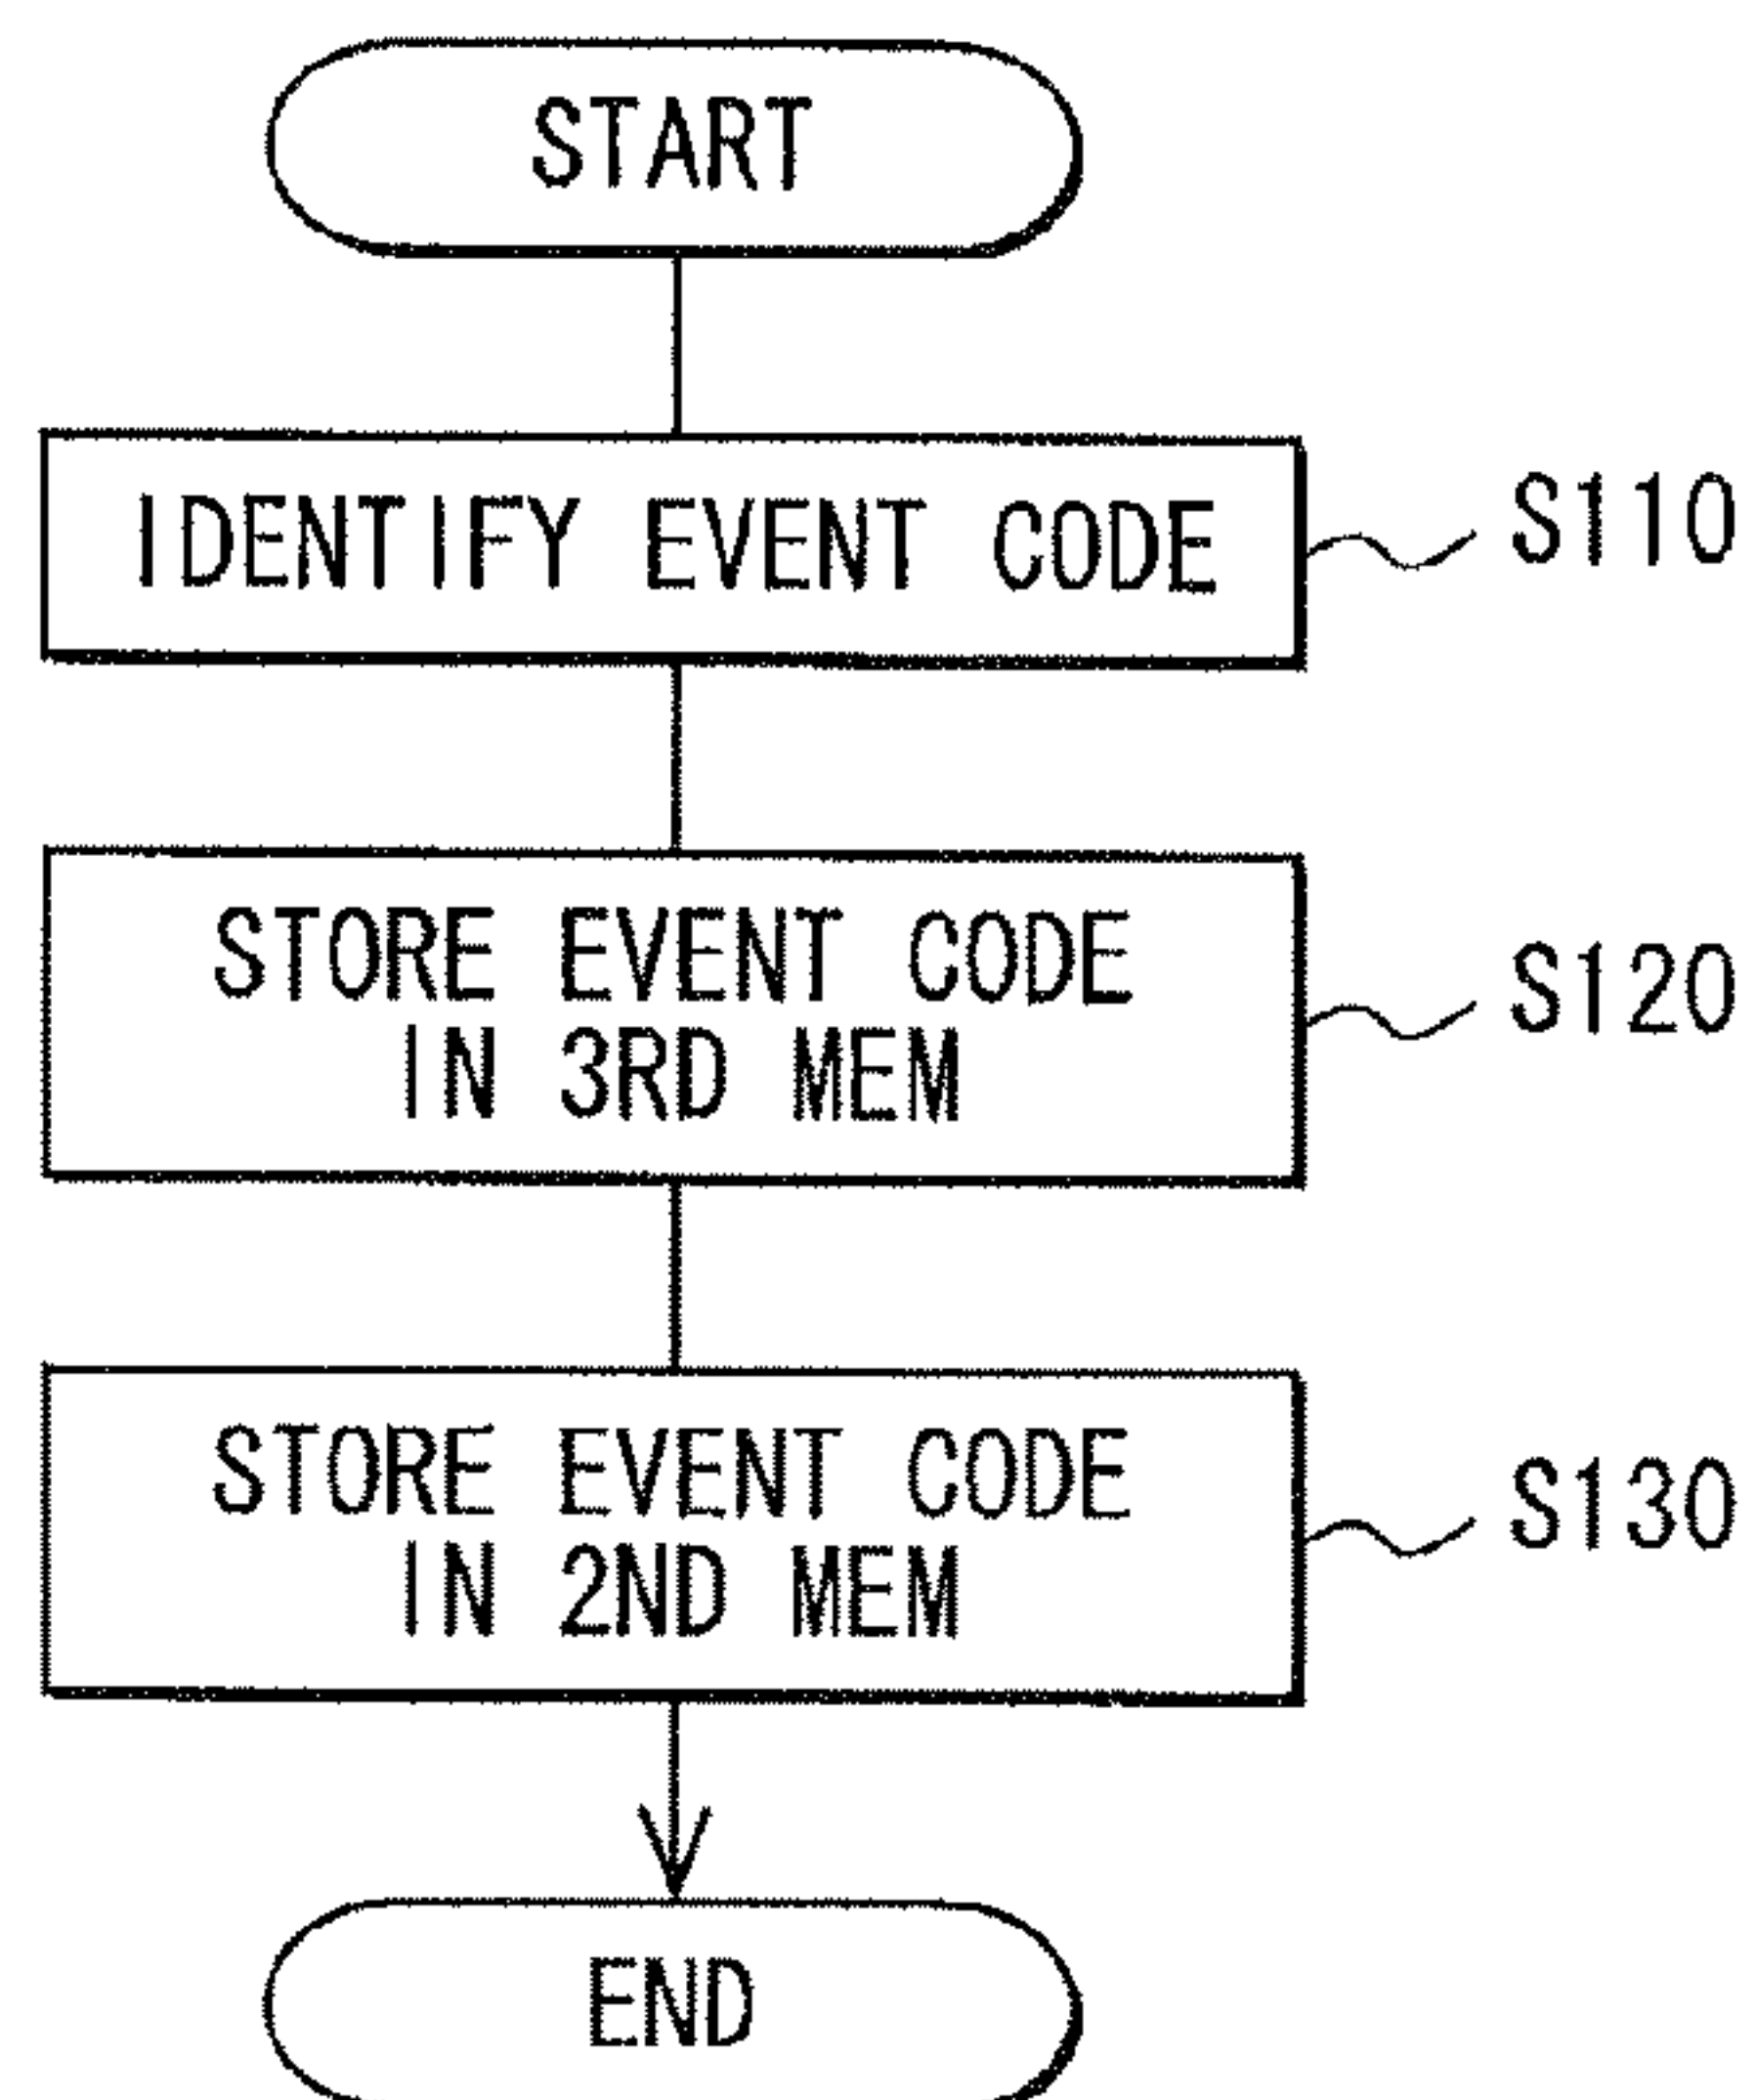 START
IDENTIFY EVENT CODE
S110
STORE EVENT CODE
IN 3RD MEM
S120
STORE EVENT CODE
IN 2ND MEM
S130
END